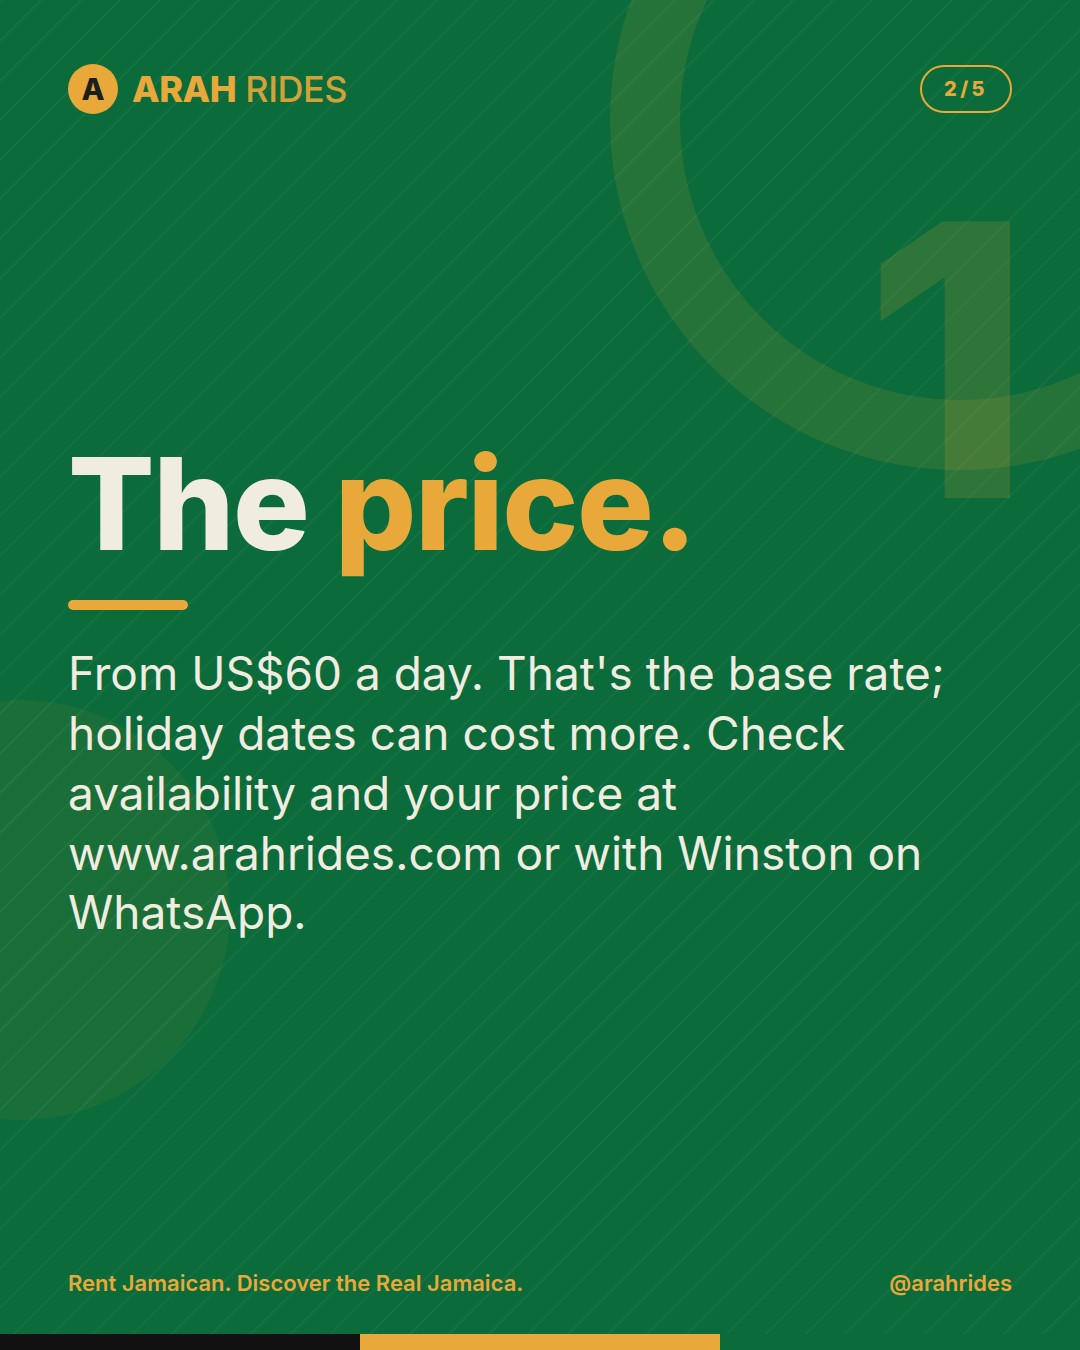 A ARAH RIDES
2/5
1
The price.
From US$60 a day. That's the base rate;
holiday dates can cost more. Check
availability and your price at
www.arahrides.com or with Winston on
WhatsApp.
Rent Jamaican. Discover the Real Jamaica.
@arahrides